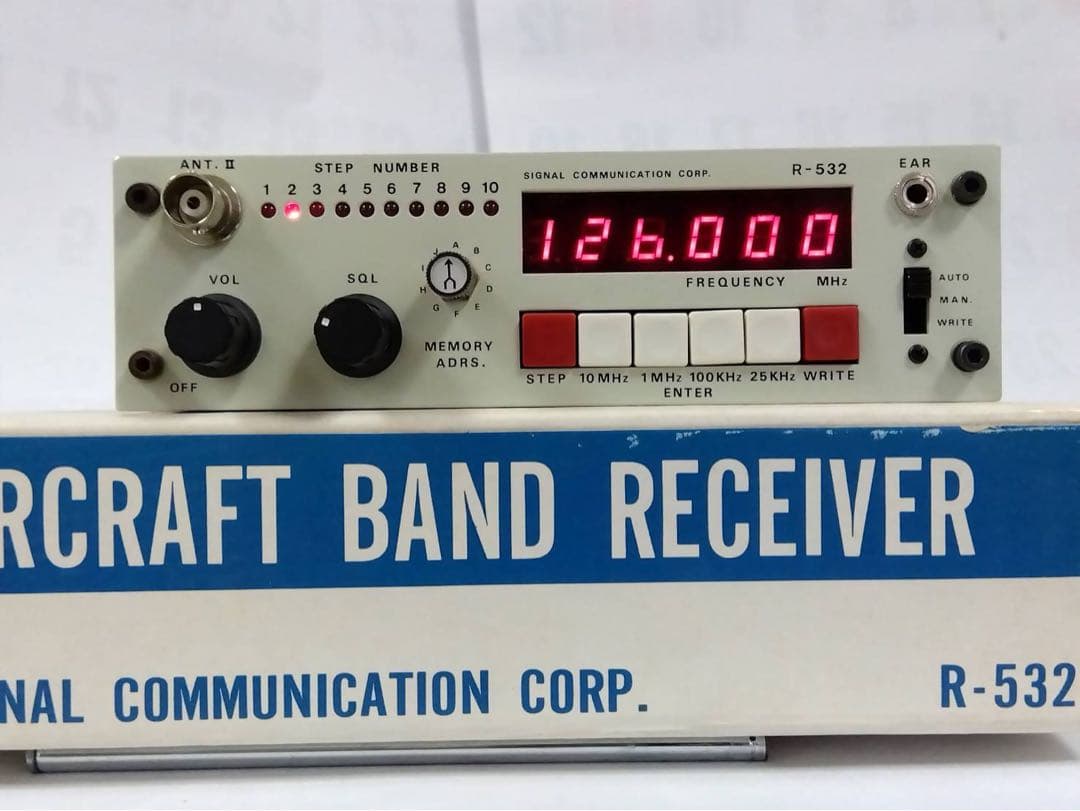 ANT. II
STEP NUMBER
1 2 3 4 5 6 7 8 9 10
SIGNAL COMMUNICATION CORP.
R-532
EAR
126.000
FREQUENCY MHz
VOL
OFF
SQL
A
B
C
D
E
F
G
H
I
J
MEMORY
ADRS.
STEP 10MHz 1MHz 100KHz 25KHz WRITE
ENTER
AUTO
MAN.
WRITE
RCRAFT BAND RECEIVER
NAL COMMUNICATION CORP.
R-532